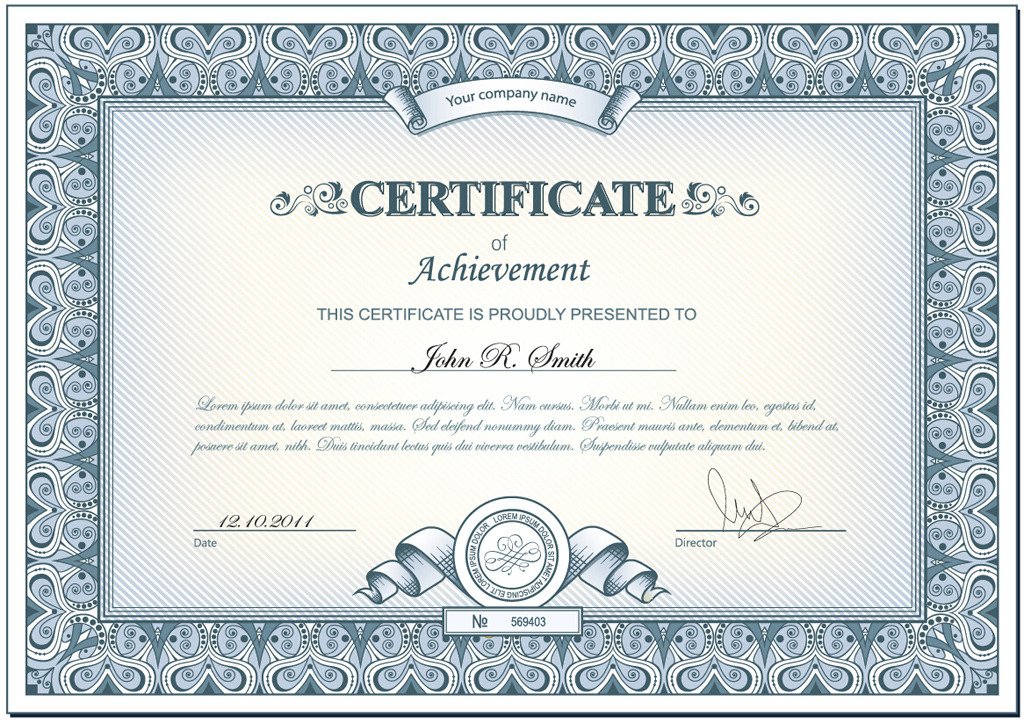 Your company name
CERTIFICATE
of
Achievement
THIS CERTIFICATE IS PROUDLY PRESENTED TO
John R. Smith
Lorem ipsum dolor sit amet, consectetuer adipiscing elit. Nam cursus. Morbi ut mi. Nullam enim leo, egestas id,
condimentum at, laoreet mattis, massa. Sed eleifend nonummy diam. Praesent mauris ante, elementum et, bibend at,
posuere sit amet, nibh. Duis tincidunt lectus quis dui viverra vestibulum. Suspendisse vulputate aliquam dui.
12.10.2011
Date
Director
LOREM IPSUM DOLOR SIT AMET ADIPISCING ELIT LOREM IPSUM DOLOR
№ 569403